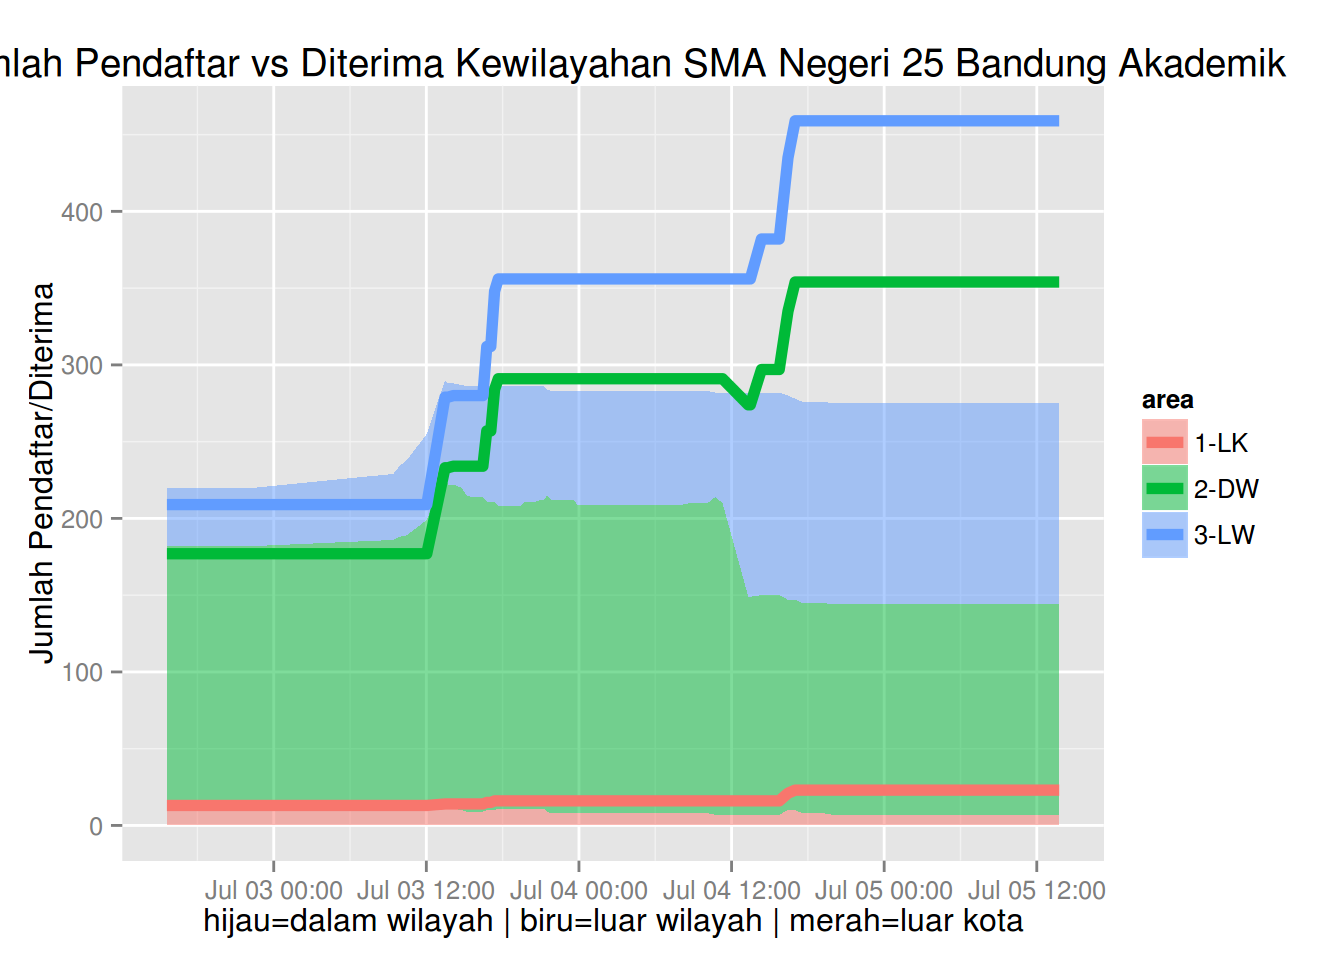 mlah Pendaftar vs Diterima Kewilayahan SMA Negeri 25 Bandung Akademik
Jumlah Pendaftar/Diterima
400
300
200
100
0
Jul 03 00:00 Jul 03 12:00 Jul 04 00:00 Jul 04 12:00 Jul 05 00:00 Jul 05 12:00
hijau=dalam wilayah | biru=luar wilayah | merah=luar kota
area
1-LK
2-DW
3-LW